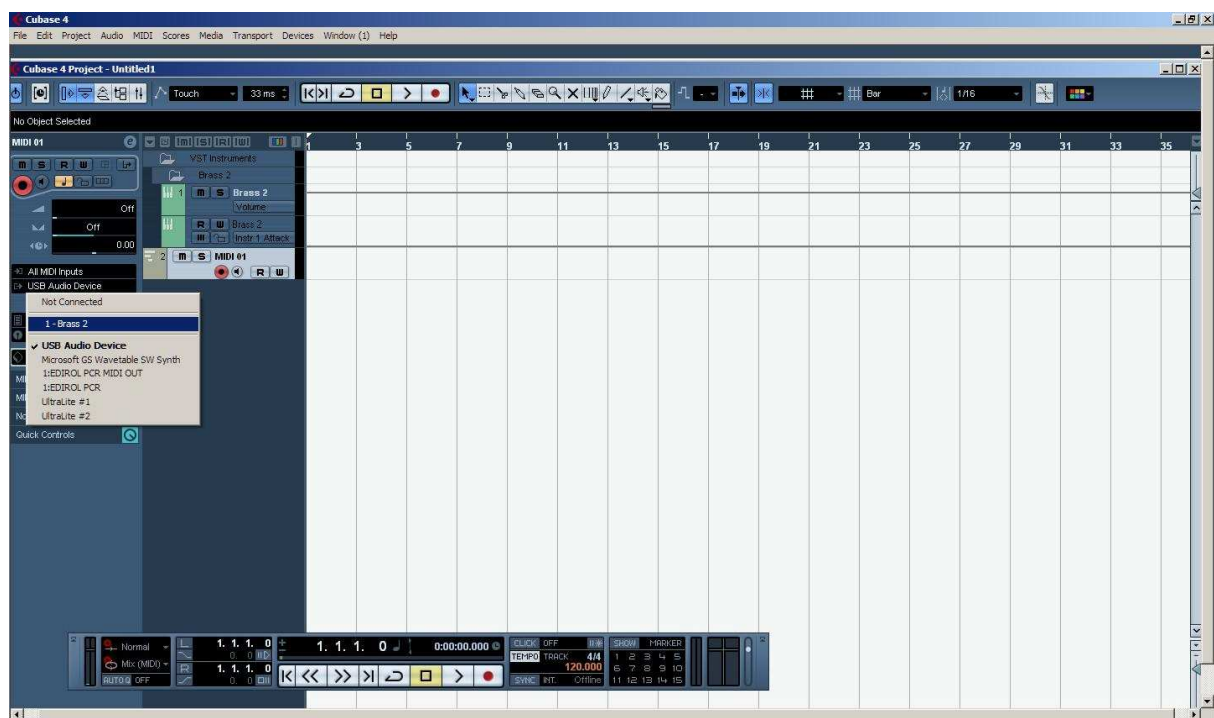 Cubase 4
File Edit Project Audio MIDI Scores Media Transport Devices Window (1) Help
Cubase 4 Project - Untitled1
Touch 33 ms Bar 1/16
No Object Selected
MIDI 01
1 3 5 7 9 11 13 15 17 19 21 23 25 27 29 31 33 35
VST Instruments
Brass 2
m S R W
1 m S Brass 2
Volume
R W Brass 2
Instr 1 Attack
2 m S MIDI 01
R W
Off
Off
0.00
All MIDI Inputs
USB Audio Device
Not Connected
1 - Brass 2
USB Audio Device
Microsoft GS Wavetable SW Synth
1:EDIROL PCR MIDI OUT
1:EDIROL PCR
UltraLite #1
UltraLite #2
Quick Controls
Normal
Mix (MIDI)
AUTO Q OFF
L 1. 1. 1. 0
0. 0
R 1. 1. 1. 0
0. 0
1. 1. 1. 0 0:00:00.000
CLICK OFF
TEMPO TRACK 4/4
120.000
SYNC INT. Offline
SHOW MARKER
1 2 3 4 5
6 7 8 9 10
11 12 13 14 15